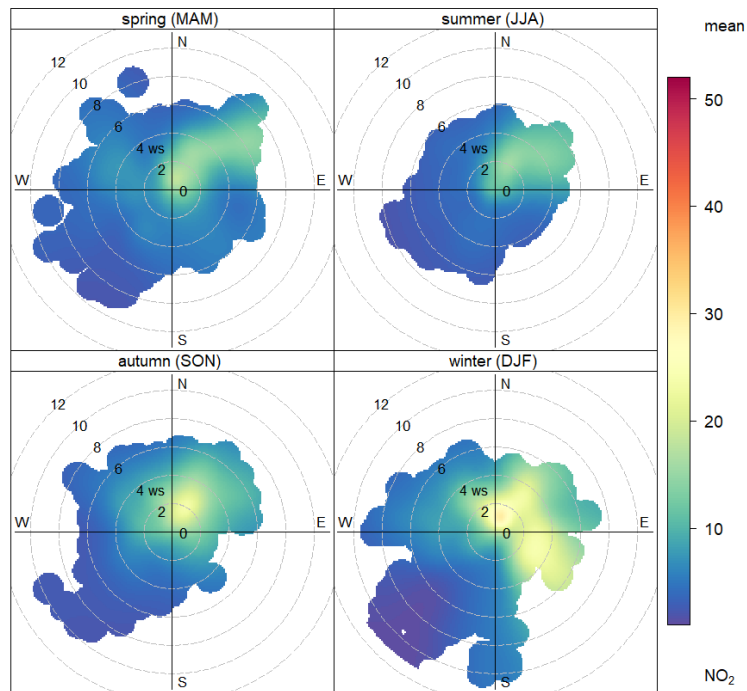 spring (MAM)
summer (JJA)
mean
N
N
12
12
10
10
50
8
8
6
6
4 ws
4 ws
2
2
W
E
W
E
0
0
40
S
S
30
autumn (SON)
winter (DJF)
N
N
12
12
10
10
20
8
8
6
6
4 ws
4 ws
2
2
W
E
W
E
0
0
10
S
S
NO₂